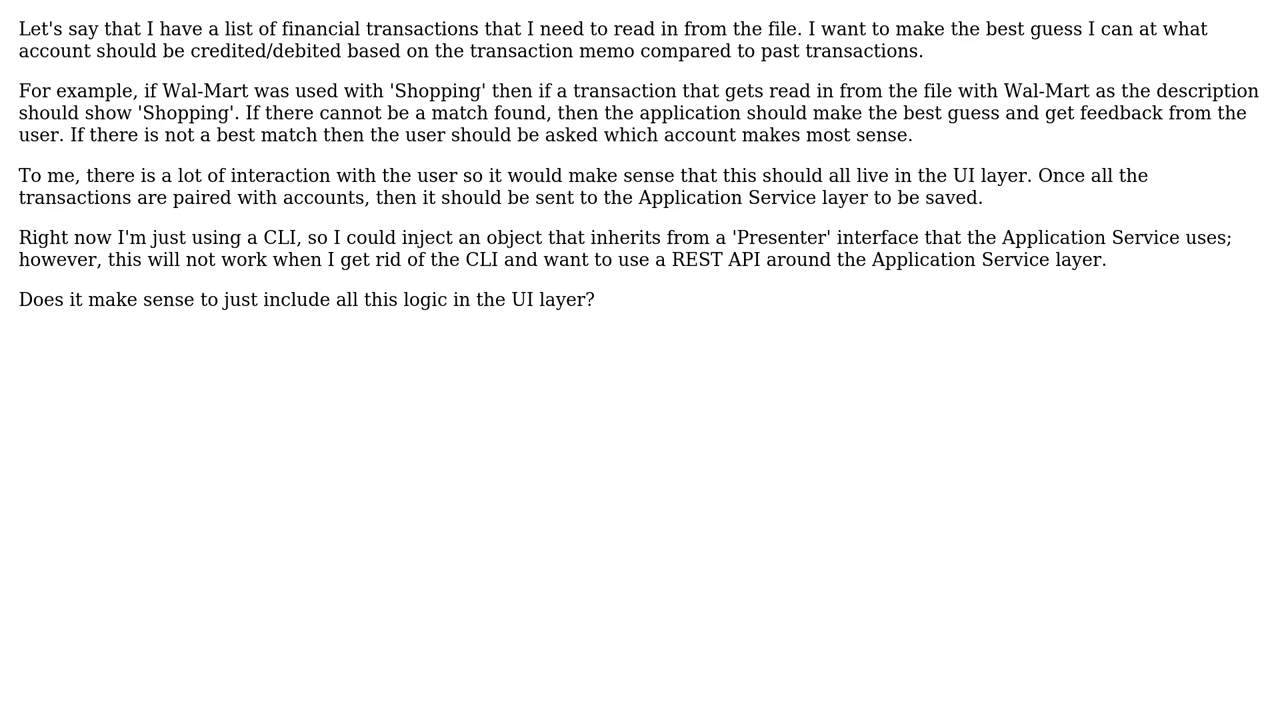 Let's say that I have a list of financial transactions that I need to read in from the file. I want to make the best guess I can at what
account should be credited/debited based on the transaction memo compared to past transactions.
For example, if Wal-Mart was used with 'Shopping' then if a transaction that gets read in from the file with Wal-Mart as the description
should show 'Shopping'. If there cannot be a match found, then the application should make the best guess and get feedback from the
user. If there is not a best match then the user should be asked which account makes most sense.
To me, there is a lot of interaction with the user so it would make sense that this should all live in the UI layer. Once all the
transactions are paired with accounts, then it should be sent to the Application Service layer to be saved.
Right now I'm just using a CLI, so I could inject an object that inherits from a 'Presenter' interface that the Application Service uses;
however, this will not work when I get rid of the CLI and want to use a REST API around the Application Service layer.
Does it make sense to just include all this logic in the UI layer?